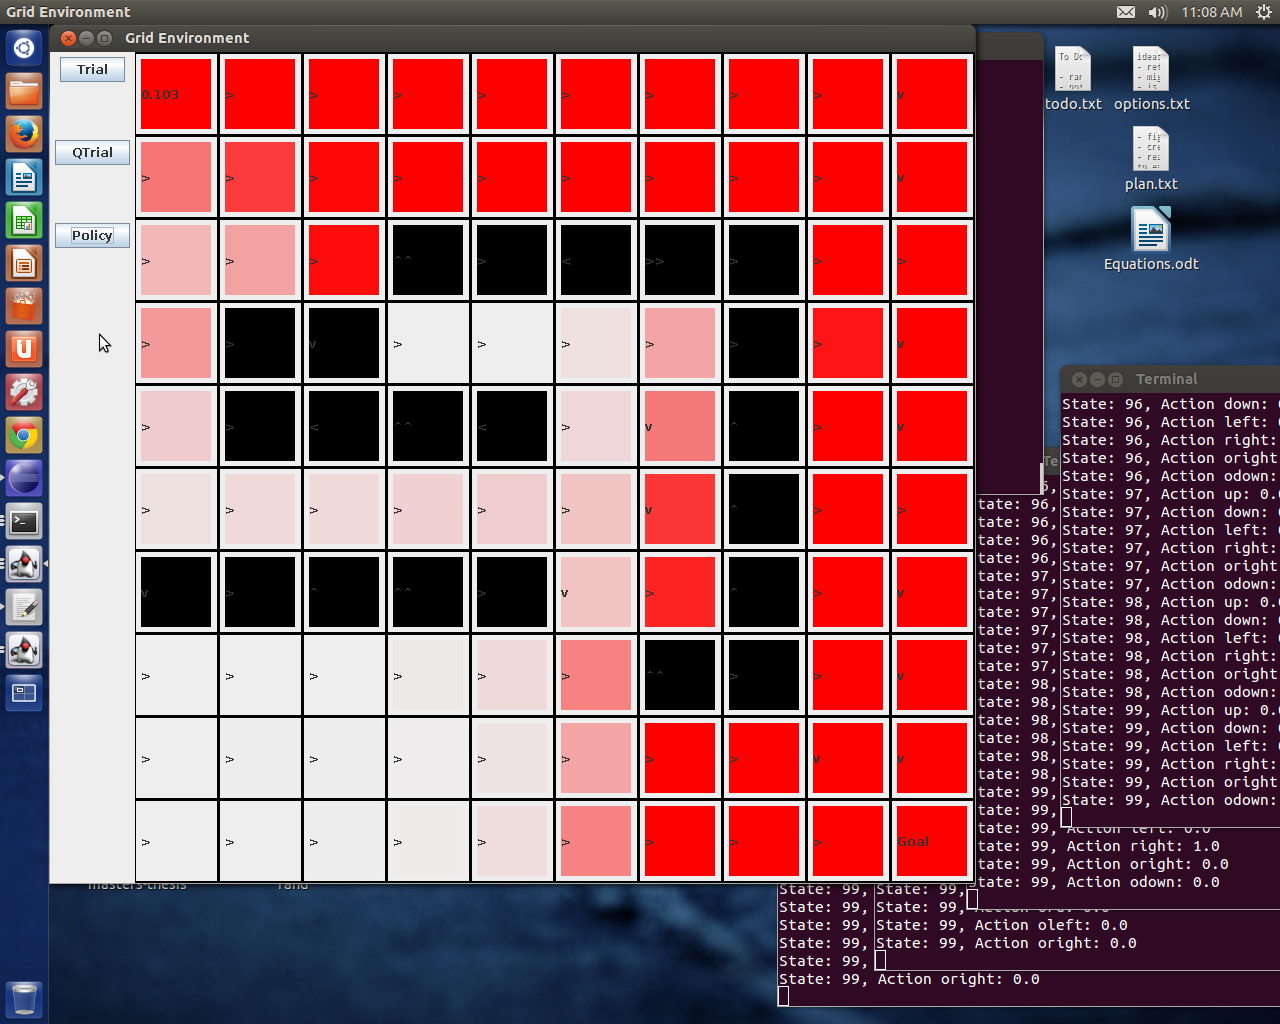 Grid Environment
11:08 AM
Grid Environment
Trial
QTrial
Policy
0.103 > > > > > > > > v
> > > > > > > > > v
> > > ^^ > < >> > > >
> > v > > > > > > v
> > < ^^ < > v ^ > v
> > > > > > v ^ > >
v > ^ ^^ > v > ^ > v
> > > > > > ^^ > > v
> > > > > > > > v v
> > > > > > > > > Goal
todo.txt
options.txt
plan.txt
Equations.odt
masters-thesis
rand
Terminal
State: 96, Action down:
State: 96, Action left:
State: 96, Action right:
State: 96, Action oright
State: 96, Action odown:
State: 97, Action up: 0.
State: 97, Action down:
State: 97, Action left:
State: 97, Action right:
State: 97, Action oright
State: 97, Action odown:
State: 98, Action up: 0.
State: 98, Action down:
State: 98, Action left:
State: 98, Action right:
State: 98, Action oright
State: 98, Action odown:
State: 99, Action up: 0.
State: 99, Action down:
State: 99, Action left:
State: 99, Action right:
State: 99, Action oright
State: 99, Action odown:
tate: 96,
tate: 96,
tate: 96,
tate: 96,
tate: 97,
tate: 97,
tate: 97,
tate: 97,
tate: 97,
tate: 97,
tate: 98,
tate: 98,
tate: 98,
tate: 98,
tate: 98,
tate: 98,
tate: 99,
tate: 99,
tate: 99, Action left: 0.0
tate: 99, Action right: 1.0
tate: 99, Action oright: 0.0
tate: 99, Action odown: 0.0
State: 99, State: 99,
State: 99, State: 99,
State: 99, State: 99, Action oleft: 0.0
State: 99, State: 99, Action oright: 0.0
State: 99,
State: 99, Action oright: 0.0